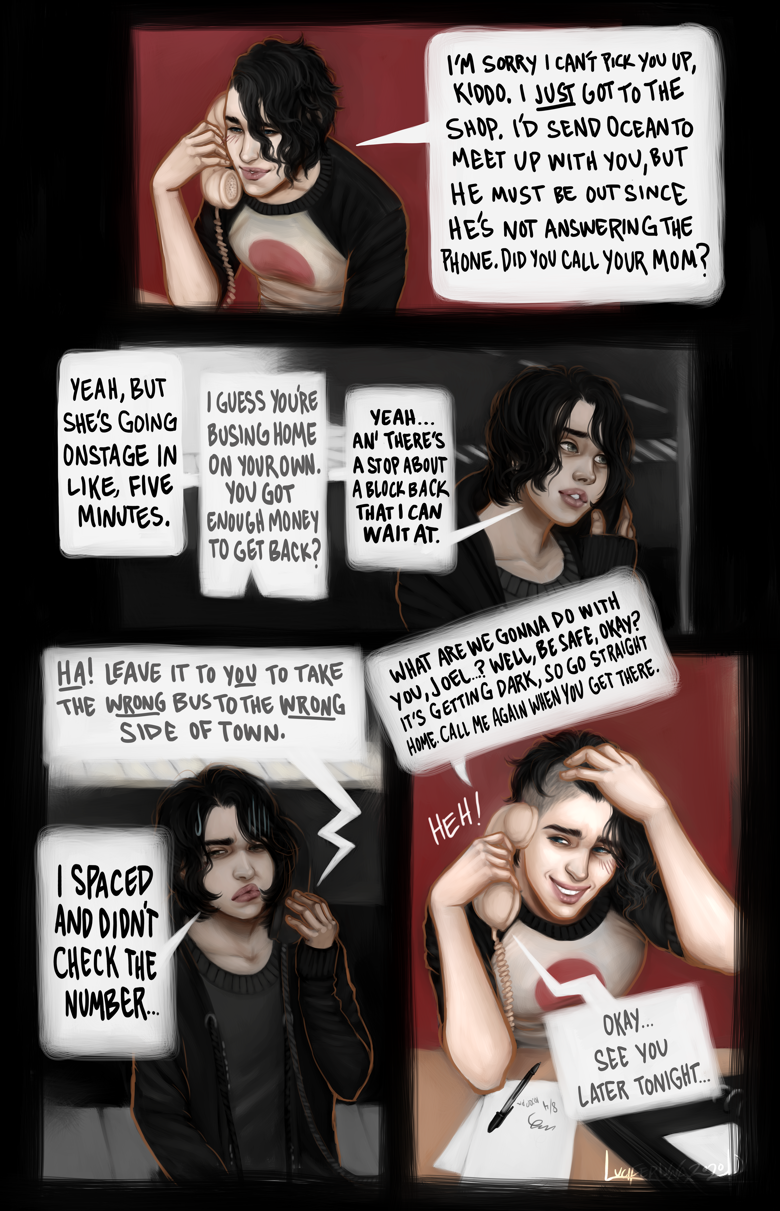 I'M SORRY I CAN'T PICK YOU UP,
KIDDO. I JUST GOT TO THE
SHOP. I'D SEND OCEAN TO
MEET UP WITH YOU, BUT
HE MUST BE OUT SINCE
HE'S NOT ANSWERING THE
PHONE. DID YOU CALL YOUR MOM?
YEAH, BUT
SHE'S GOING
ONSTAGE IN
LIKE, FIVE
MINUTES.
I GUESS YOU'RE
BUSING HOME
ON YOUR OWN.
YOU GOT
ENOUGH MONEY
TO GET BACK?
YEAH...
AN' THERE'S
A STOP ABOUT
A BLOCK BACK
THAT I CAN
WAIT AT.
HA! LEAVE IT TO YOU TO TAKE
THE WRONG BUS TO THE WRONG
SIDE OF TOWN.
I SPACED
AND DIDN'T
CHECK THE
NUMBER...
WHAT ARE WE GONNA DO WITH
YOU, JOEL...? WELL, BE SAFE, OKAY?
IT'S GETTING DARK, SO GO STRAIGHT
HOME. CALL ME AGAIN WHEN YOU GET THERE.
HEH!
OKAY...
SEE YOU
LATER TONIGHT...
8/4